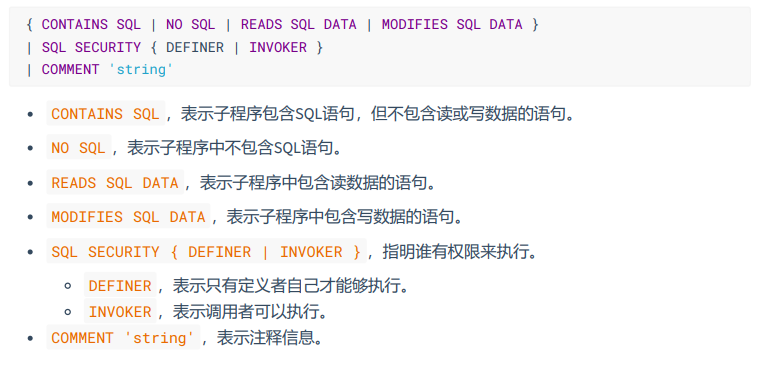 { CONTAINS SQL | NO SQL | READS SQL DATA | MODIFIES SQL DATA }
| SQL SECURITY { DEFINER | INVOKER }
| COMMENT 'string'
• CONTAINS SQL ，表示子程序包含SQL语句，但不包含读或写数据的语句。
• NO SQL ，表示子程序中不包含SQL语句。
• READS SQL DATA ，表示子程序中包含读数据的语句。
• MODIFIES SQL DATA ，表示子程序中包含写数据的语句。
• SQL SECURITY { DEFINER | INVOKER } ，指明谁有权限来执行。
◦ DEFINER ，表示只有定义者自己才能够执行。
◦ INVOKER ，表示调用者可以执行。
• COMMENT 'string' ，表示注释信息。